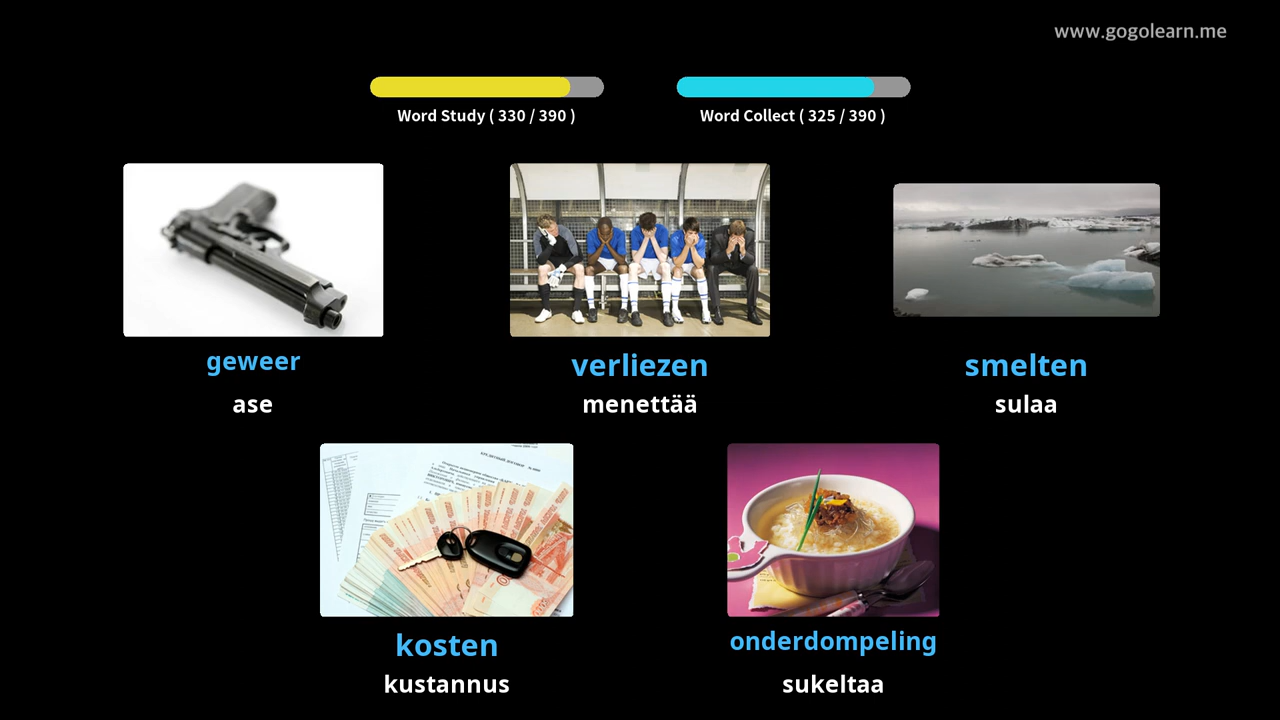 www.gogolearn.me
Word Study ( 330 / 390 )
Word Collect ( 325 / 390 )
geweer
ase
verliezen
menettää
smelten
sulaa
kosten
kustannus
onderdompeling
sukeltaa